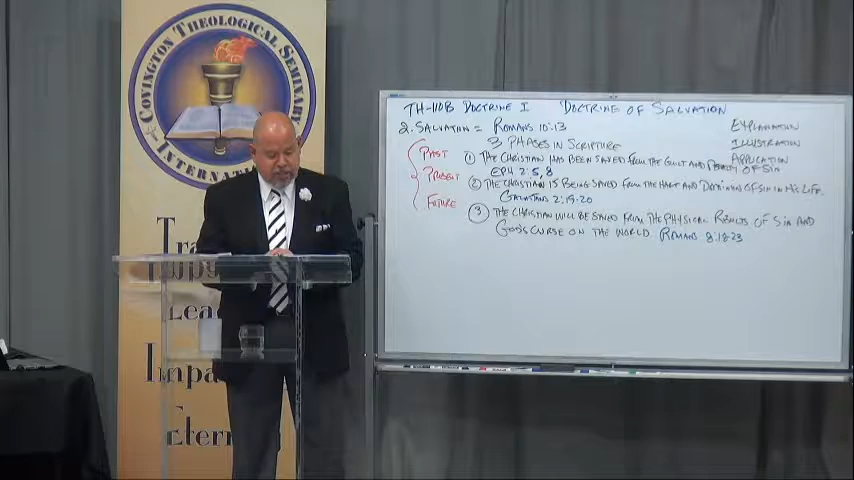 COVINGTON THEOLOGICAL SEMINARY
INTERNATIONAL
Tra
Lea
Impa
Etern
TH-110B DOCTRINE I DOCTRINE OF SALVATION
2. SALVATION = ROMANS 10:13
3 PHASES IN SCRIPTURE
EXPLANATION
ILLUSTRATION
APPLICATION
PAST
PRESENT
FUTURE
① THE CHRISTIAN HAS BEEN SAVED FROM THE GUILT AND PENALTY OF SIN
EPH 2:5,8
② THE CHRISTIAN IS BEING SAVED FROM THE HABIT AND DOMINION OF SIN IN HIS LIFE.
GALATIANS 2:19-20
③ THE CHRISTIAN WILL BE SAVED FROM THE PHYSICAL RESULTS OF SIN AND
GOD'S CURSE ON THE WORLD. ROMANS 8:18-23